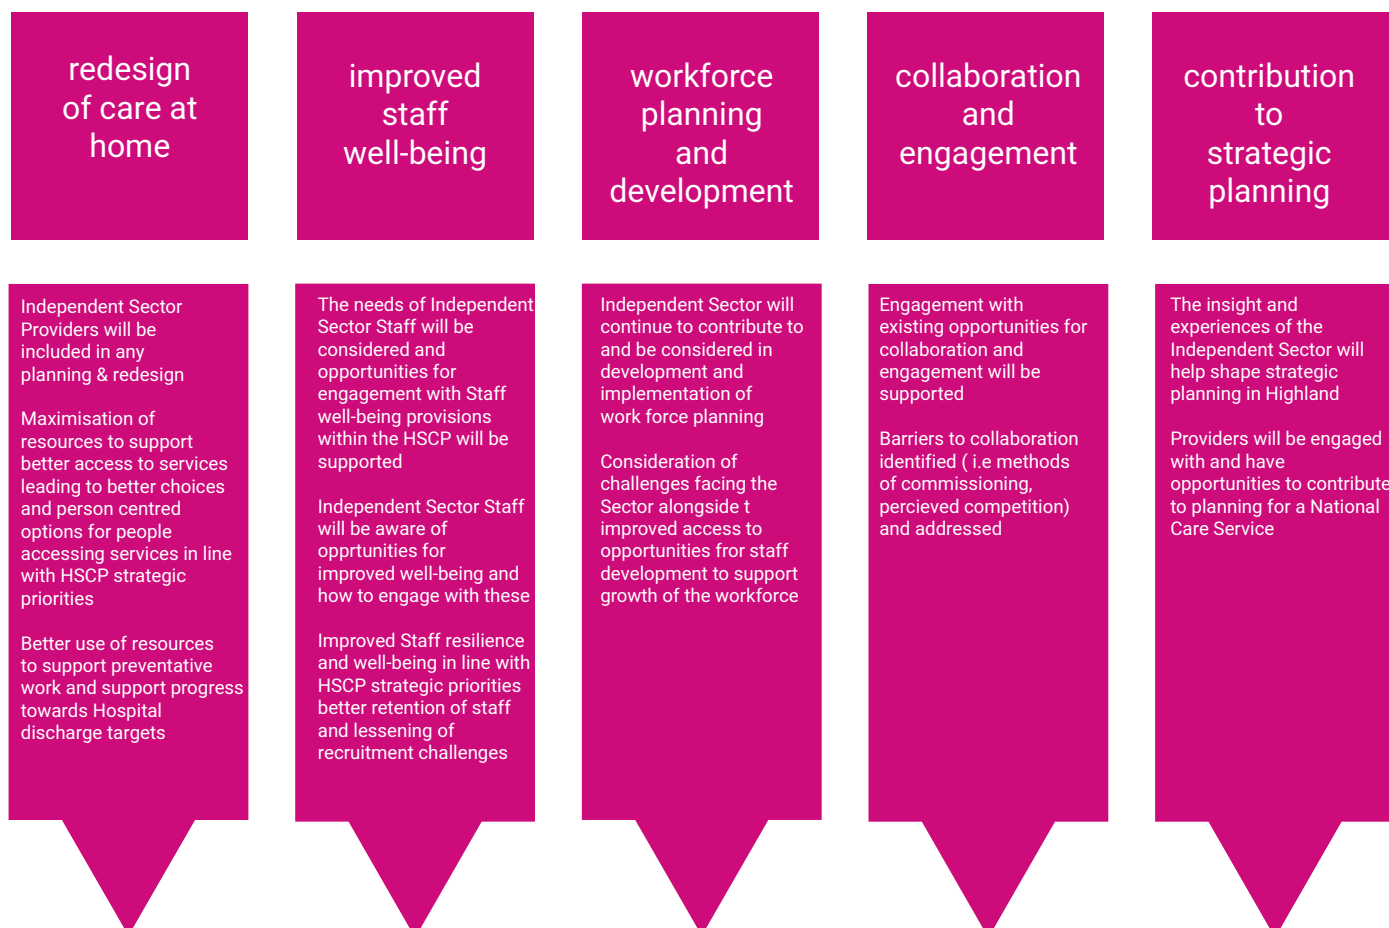 redesign
of care at
home
improved
staff
well-being
workforce
planning
and
development
collaboration
and
engagement
contribution
to
strategic
planning
Independent Sector
Providers will be
included in any
planning & redesign
Maximisation of
resources to support
better access to services
leading to better choices
and person centred
options for people
accessing services in line
with HSCP strategic
priorities
Better use of resources
to support preventative
work and support progress
towards Hospital
discharge targets
The needs of Independent
Sector Staff will be
considered and
opportunities for
engagement with Staff
well-being provisions
within the HSCP will be
supported
Independent Sector Staff
will be aware of
opprtunities for
improved well-being and
how to engage with these
Improved Staff resilience
and well-being in line with
HSCP strategic priorities
better retention of staff
and lessening of
recruitment challenges
Independent Sector will
continue to contribute to
and be considered in
development and
implementation of
work force planning
Consideration of
challenges facing the
Sector alongside t
improved access to
opportunities fror staff
development to support
growth of the workforce
Engagement with
existing opportunities for
collaboration and
engagement will be
supported
Barriers to collaboration
identified ( i.e methods
of commissioning,
percieved competition)
and addressed
The insight and
experiences of the
Independent Sector will
help shape strategic
planning in Highland
Providers will be engaged
with and have
opportunities to contribute
to planning for a National
Care Service